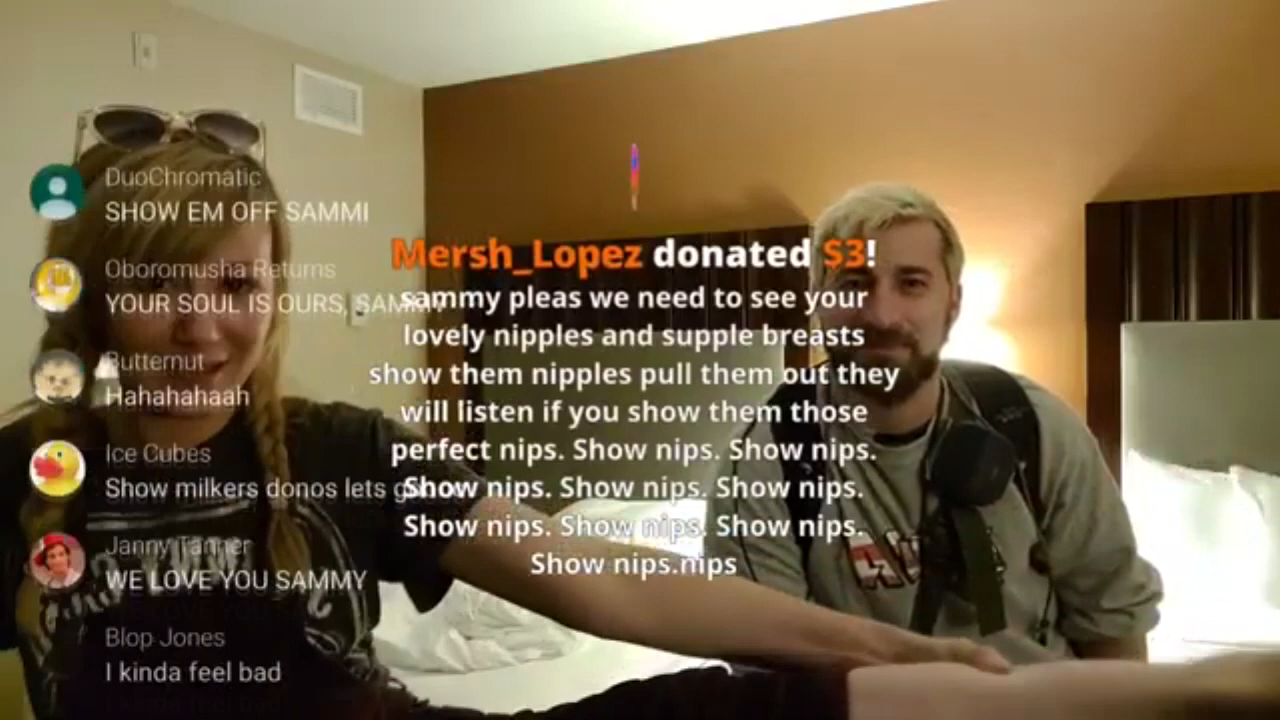 DuoChromatic
SHOW EM OFF SAMMI
Oboromusha Returns
YOUR SOUL IS OURS, SAMMY
Butternut
Hahahahaah
Ice Cubes
Show milkers donos lets
Janny Tanner
WE LOVE YOU SAMMY
Blop Jones
I kinda feel bad
Mersh_Lopez donated $3!
sammy pleas we need to see your
lovely nipples and supple breasts
show them nipples pull them out they
will listen if you show them those
perfect nips. Show nips. Show nips.
Show nips. Show nips. Show nips.
Show nips. Show nips. Show nips.
Show nips.nips